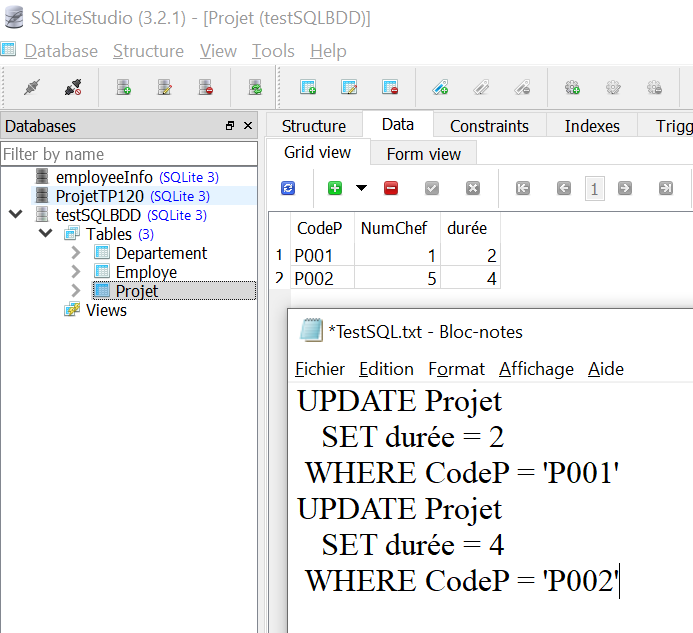 SQLiteStudio (3.2.1) - [Projet (testSQLBDD)]
Database Structure View Tools Help
Databases
Filter by name
employeeInfo (SQLite 3)
ProjetTP120 (SQLite 3)
testSQLBDD (SQLite 3)
Tables (3)
Departement
Employe
Projet
Views
Structure Data Constraints Indexes Trigg
Grid view Form view
1
CodeP NumChef durée
1 P001 1 2
2 P002 5 4
*TestSQL.txt - Bloc-notes
Fichier Edition Format Affichage Aide
UPDATE Projet
SET durée = 2
WHERE CodeP = 'P001'
UPDATE Projet
SET durée = 4
WHERE CodeP = 'P002'